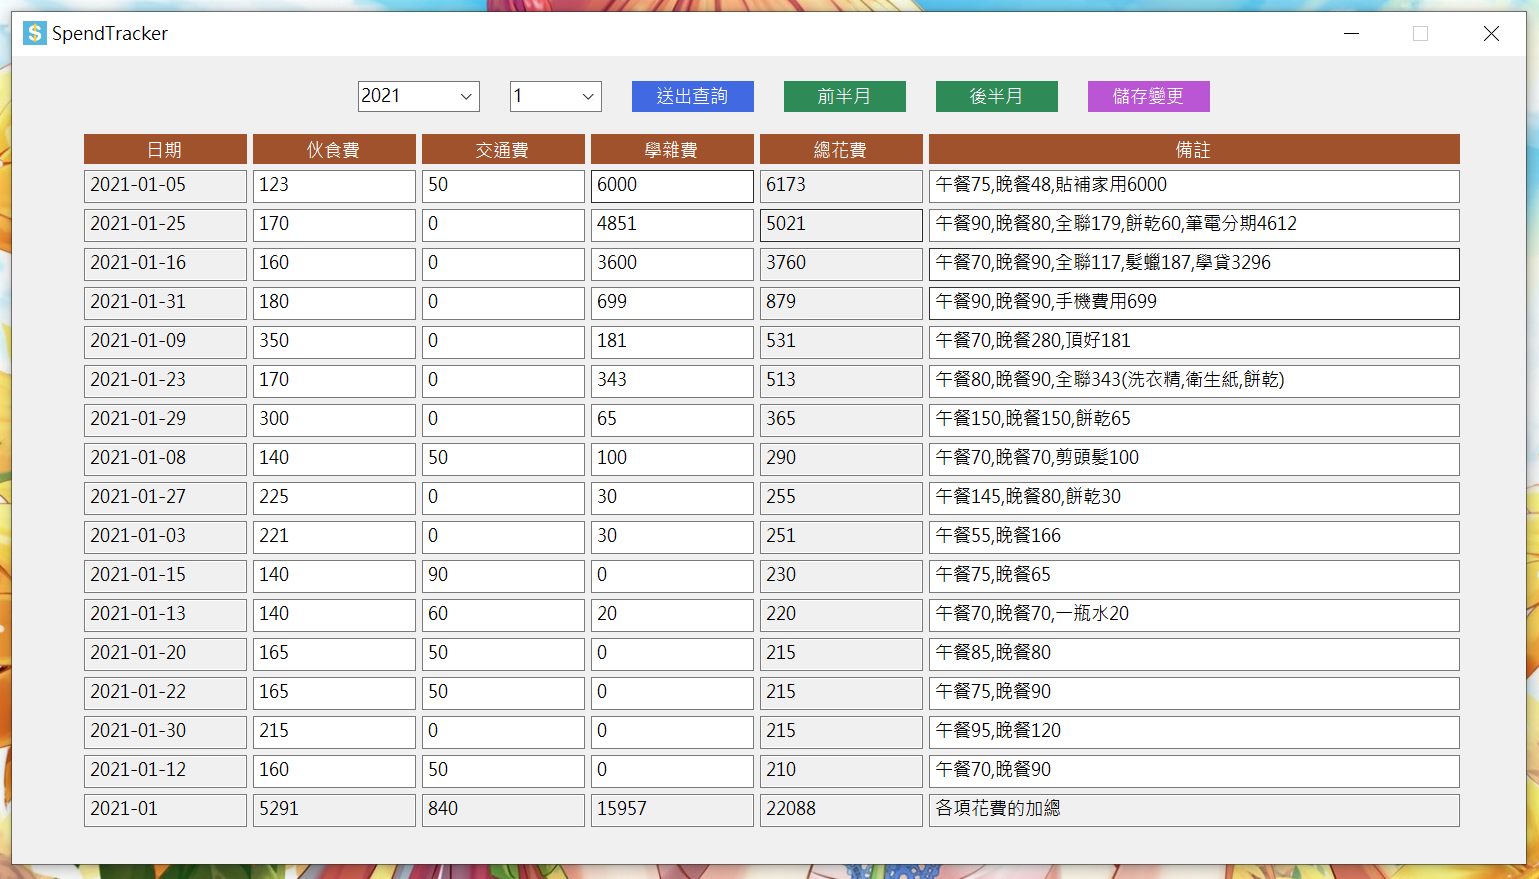 SpendTracker
2021 1 送出查詢 前半月 後半月 儲存變更
日期 伙食費 交通費 學雜費 總花費 備註
2021-01-05 123 50 6000 6173 午餐75,晚餐48,貼補家用6000
2021-01-25 170 0 4851 5021 午餐90,晚餐80,全聯179,餅乾60,筆電分期4612
2021-01-16 160 0 3600 3760 午餐70,晚餐90,全聯117,髮蠟187,學貸3296
2021-01-31 180 0 699 879 午餐90,晚餐90,手機費用699
2021-01-09 350 0 181 531 午餐70,晚餐280,頂好181
2021-01-23 170 0 343 513 午餐80,晚餐90,全聯343(洗衣精,衛生紙,餅乾)
2021-01-29 300 0 65 365 午餐150,晚餐150,餅乾65
2021-01-08 140 50 100 290 午餐70,晚餐70,剪頭髮100
2021-01-27 225 0 30 255 午餐145,晚餐80,餅乾30
2021-01-03 221 0 30 251 午餐55,晚餐166
2021-01-15 140 90 0 230 午餐75,晚餐65
2021-01-13 140 60 20 220 午餐70,晚餐70,一瓶水20
2021-01-20 165 50 0 215 午餐85,晚餐80
2021-01-22 165 50 0 215 午餐75,晚餐90
2021-01-30 215 0 0 215 午餐95,晚餐120
2021-01-12 160 50 0 210 午餐70,晚餐90
2021-01 5291 840 15957 22088 各項花費的加總